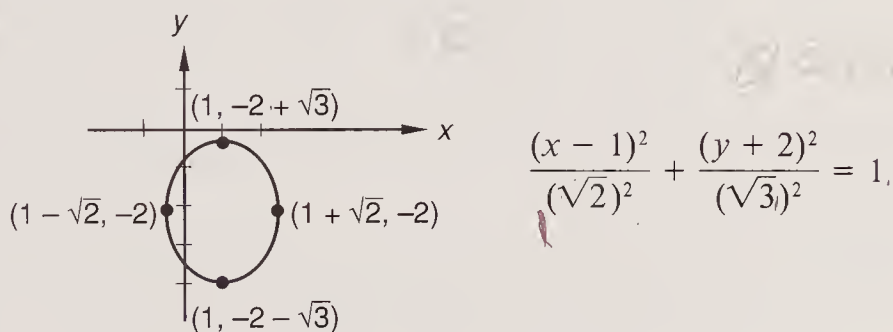 y
(1, -2 + √3)
x
(1 - √2, -2)
(1 + √2, -2)
(1, -2 - √3)
(x - 1)²/(√2)² + (y + 2)²/(√3)² = 1.